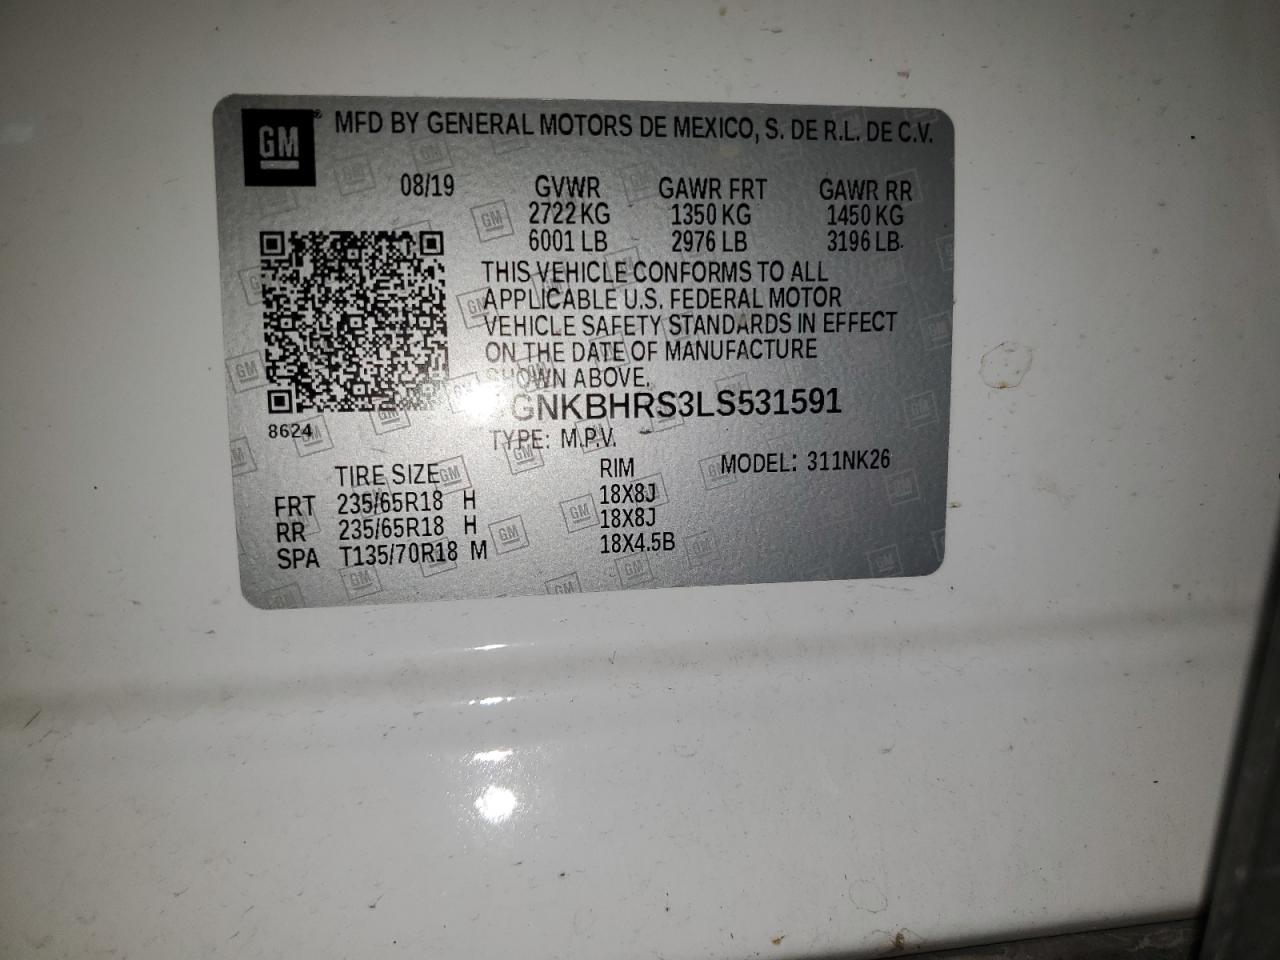 GM® MFD BY GENERAL MOTORS DE MEXICO, S. DE R.L. DE C.V.
08/19 GVWR GAWR FRT GAWR RR
2722 KG 1350 KG 1450 KG
6001 LB 2976 LB 3196 LB
THIS VEHICLE CONFORMS TO ALL
APPLICABLE U.S. FEDERAL MOTOR
VEHICLE SAFETY STANDARDS IN EFFECT
ON THE DATE OF MANUFACTURE
SHOWN ABOVE.
GNKBHRS3LS531591
8624 TYPE: M.P.V.
TIRE SIZE RIM MODEL: 311NK26
FRT 235/65R18 H 18X8J
RR 235/65R18 H 18X8J
SPA T135/70R18 M 18X4.5B